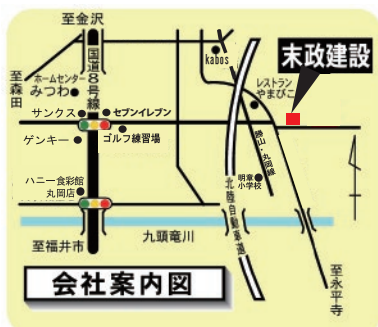 至金沢
国道8号線
至森田
ホームセンター
みつわ
サンクス
セブンイレブン
ゲンキー
ゴルフ練習場
ハニー食彩館
丸岡店
至福井市
九頭竜川
kabos
末政建設
レストラン
やまびこ
勝山・丸岡線
明章
小学校
北陸自動車道
至永平寺
会社案内図